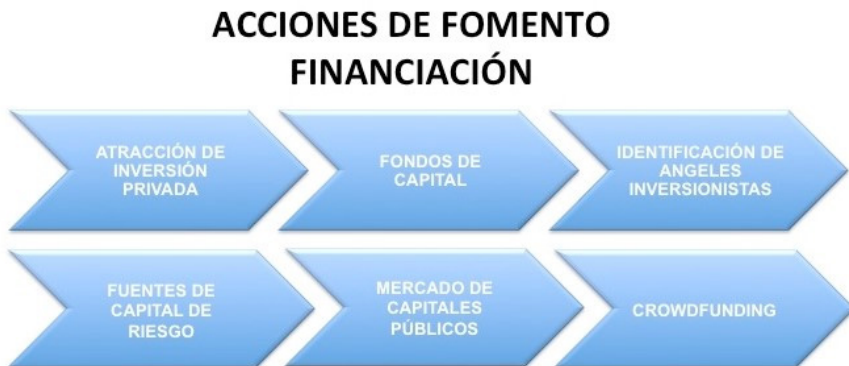 ACCIONES DE FOMENTO
FINANCIACIÓN
ATRACCIÓN DE
INVERSIÓN
PRIVADA
FONDOS DE
CAPITAL
IDENTIFICACIÓN DE
ANGELES
INVERSIONISTAS
FUENTES DE
CAPITAL DE
RIESGO
MERCADO DE
CAPITALES
PÚBLICOS
CROWDFUNDING